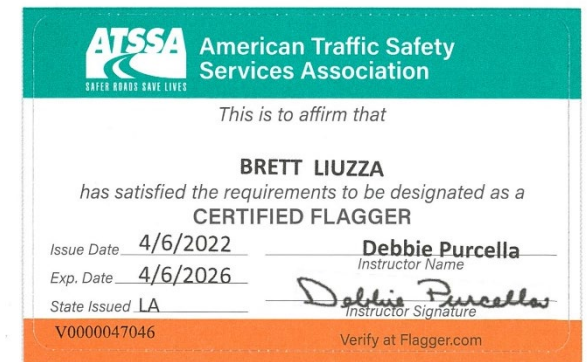 ATSSA
SAFER ROADS SAVE LIVES
American Traffic Safety
Services Association
This is to affirm that
BRETT LIUZZA
has satisfied the requirements to be designated as a
CERTIFIED FLAGGER
Issue Date 4/6/2022
Debbie Purcella
Instructor Name
Exp. Date 4/6/2026
Debbie Purcella
Instructor Signature
State Issued LA
V0000047046
Verify at Flagger.com